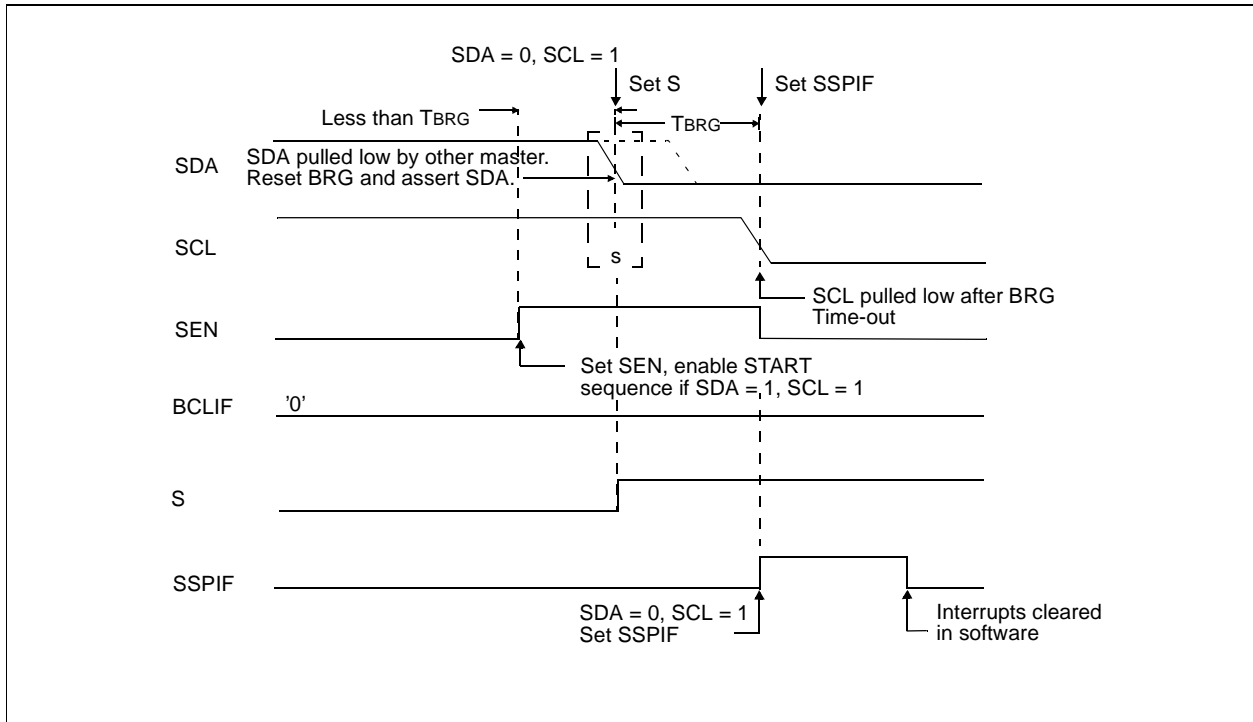 SDA = 0, SCL = 1
Set S
Set SSPIF
Less than TBRG
TBRG
SDA
SDA pulled low by other master.
Reset BRG and assert SDA.
SCL
s
SCL pulled low after BRG
Time-out
SEN
Set SEN, enable START
sequence if SDA = 1, SCL = 1
BCLIF
'0'
S
SSPIF
SDA = 0, SCL = 1
Set SSPIF
Interrupts cleared
in software